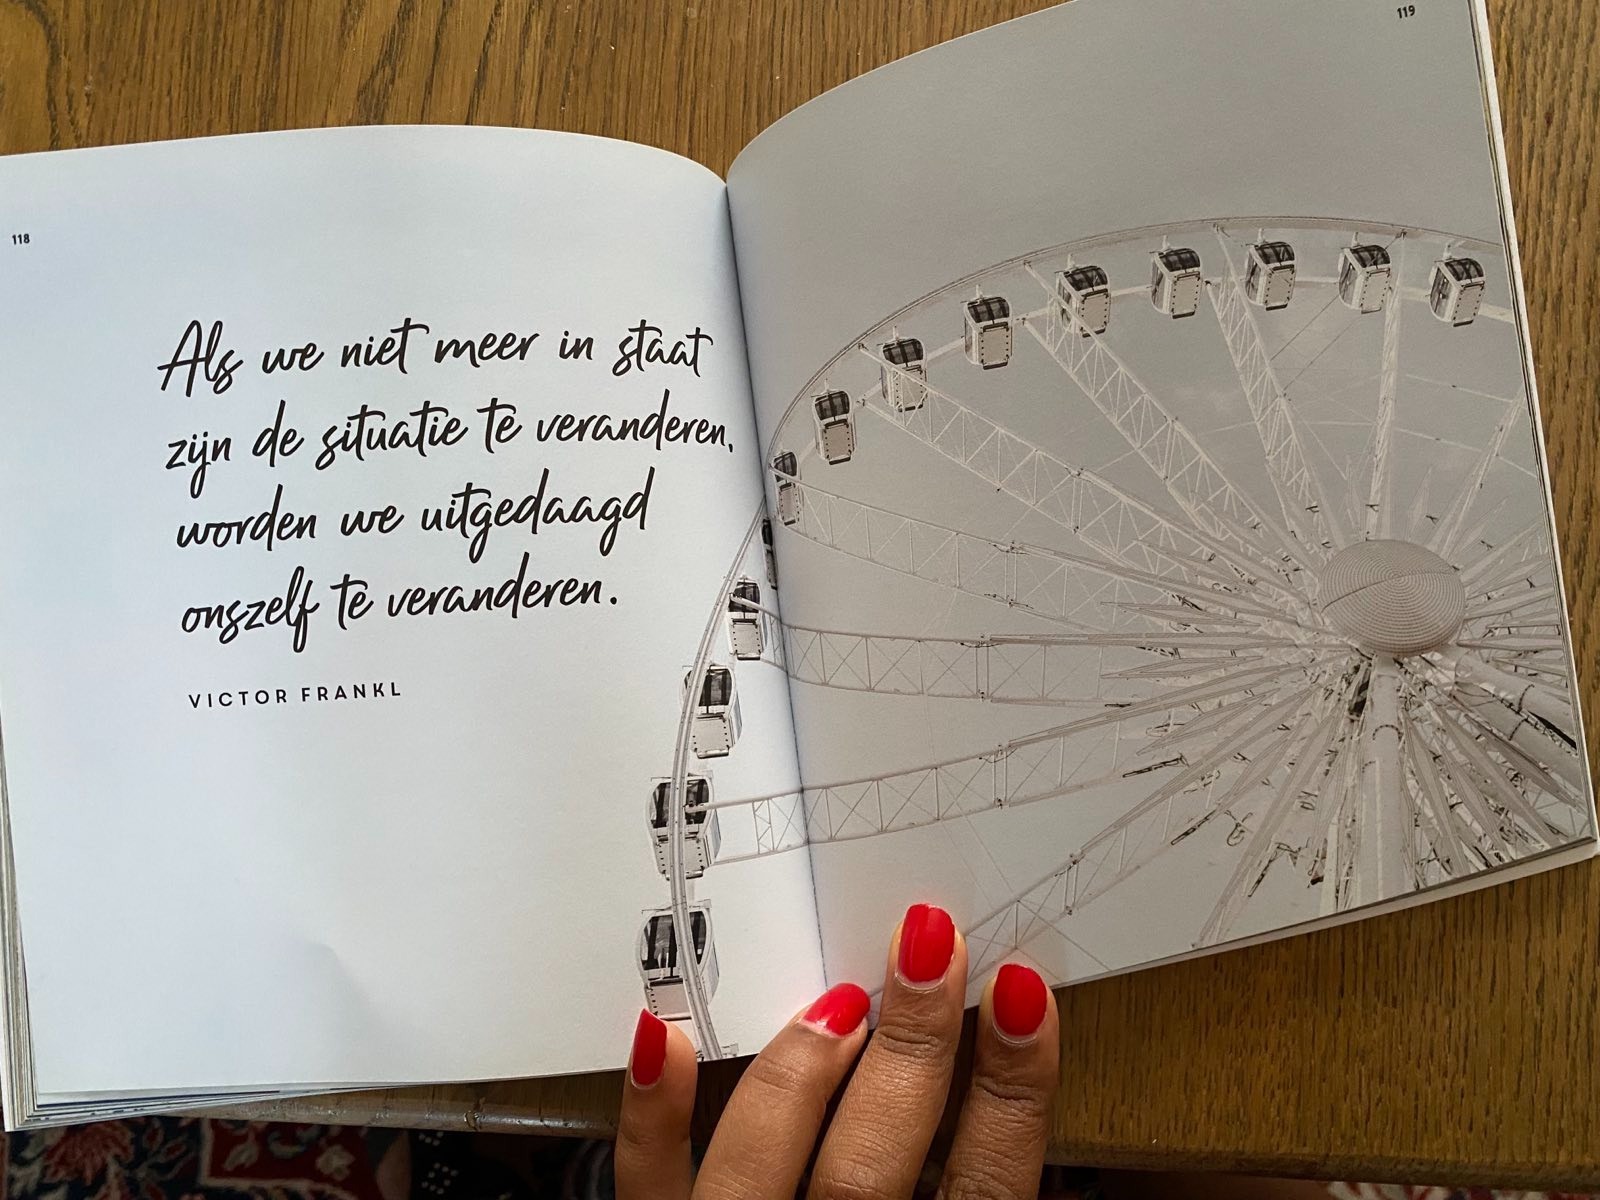 118
Als we niet meer in staat
zijn de situatie te veranderen,
worden we uitgedaagd
onszelf te veranderen.
VICTOR FRANKL
119